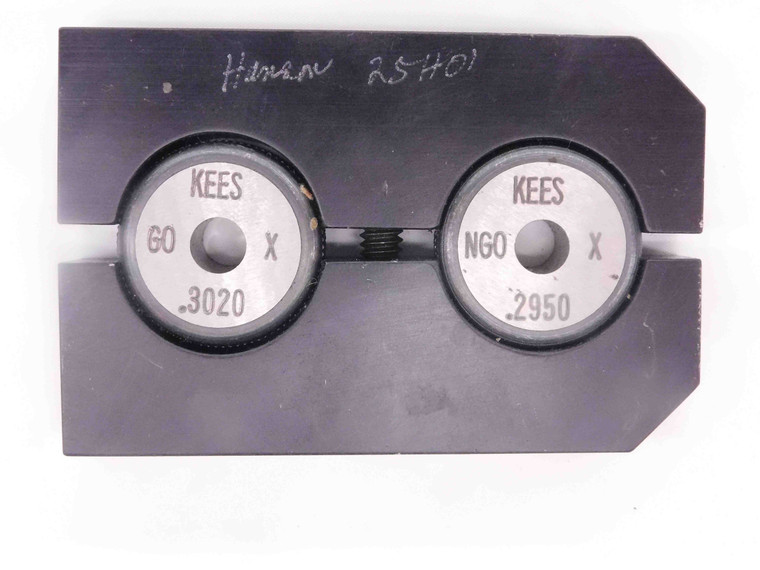 25H01
KEES
GO X
.3020
KEES
NGO X
.2950